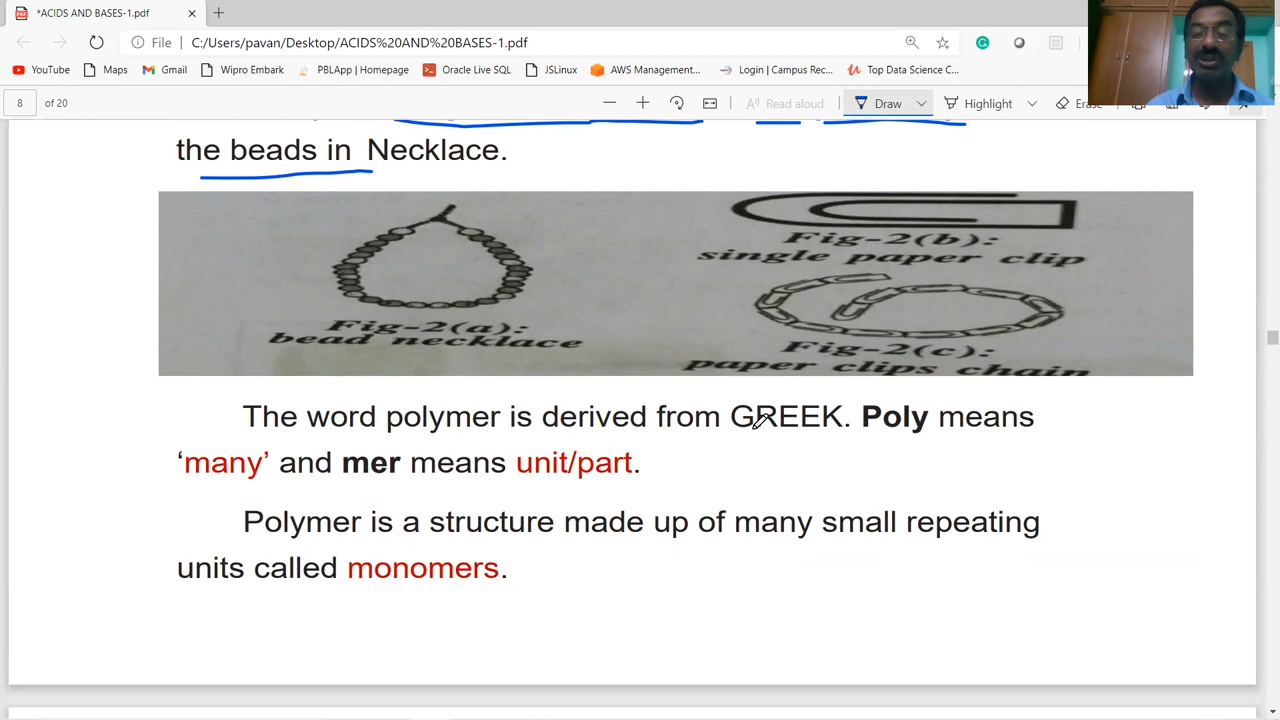 *ACIDS AND BASES-1.pdf
File C:/Users/pavan/Desktop/ACIDS%20AND%20BASES-1.pdf
YouTube Maps Gmail Wipro Embark PBLApp | Homepage Oracle Live SQL JSLinux AWS Management... Login | Campus Rec... Top Data Science C...
8 of 20 Read aloud Draw Highlight Erase
the beads in Necklace.
Fig-2(b):
single paper clip
Fig-2(a):
bead necklace
Fig-2(c):
paper clips chain
The word polymer is derived from GREEK. Poly means
‘many’ and mer means unit/part.
Polymer is a structure made up of many small repeating
units called monomers.